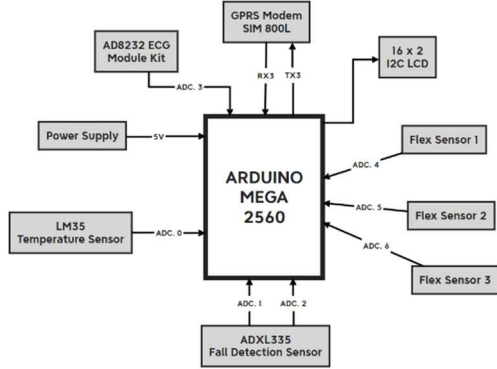 GPRS Modem
SIM 800L
AD8232 ECG
Module Kit
16 x 2
I2C LCD
RX3
TX3
ADC. 3
Power Supply
5V
Flex Sensor 1
ADC. 4
ARDUINO
MEGA
2560
ADC. 5
Flex Sensor 2
LM35
Temperature Sensor
ADC. 0
ADC. 6
Flex Sensor 3
ADC. 1
ADC. 2
ADXL335
Fall Detection Sensor